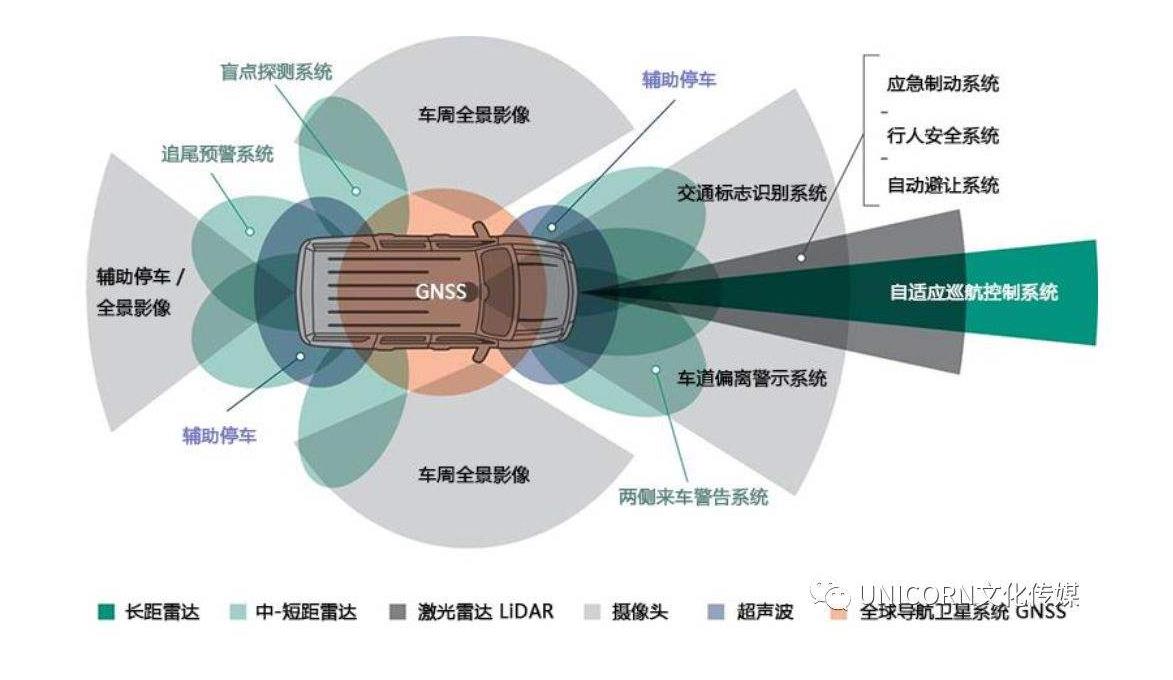 盲点探测系统
辅助停车
应急制动系统
车周全景影像
行人安全系统
追尾预警系统
自动避让系统
交通标志识别系统
辅助停车 /
全景影像
GNSS
自适应巡航控制系统
车道偏离警示系统
辅助停车
车周全景影像
两侧来车警告系统
UNICORN文化传媒
长距雷达
中-短距雷达
激光雷达 LiDAR
摄像头
超声波
全球导航卫星系统 GNSS